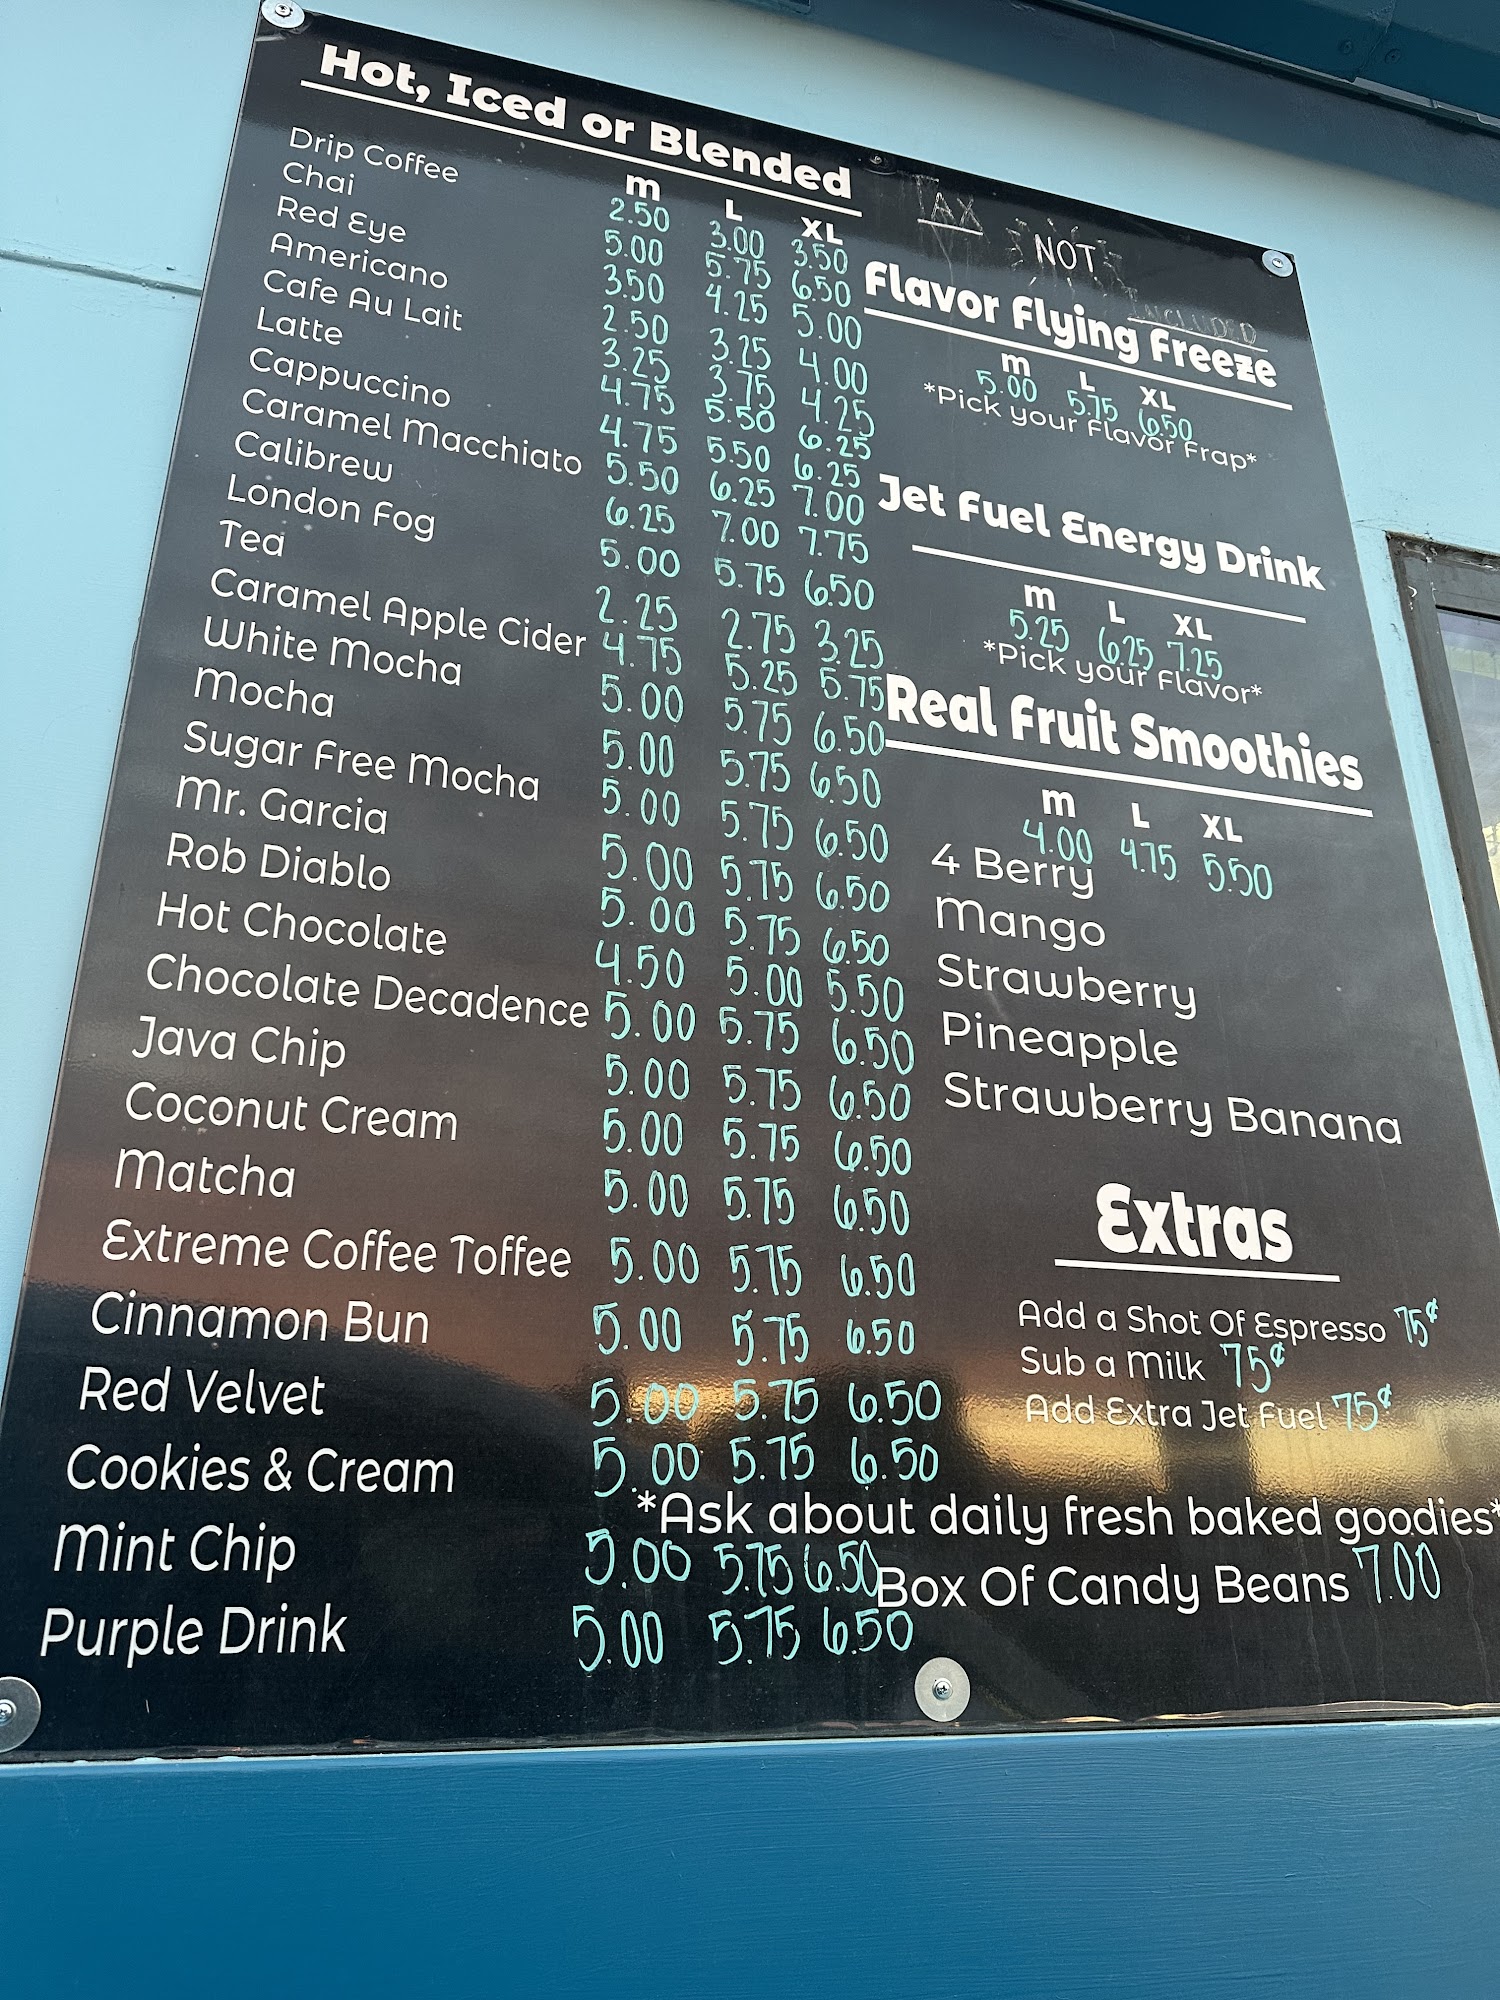 Hot, Iced or Blended
m L XL
Drip Coffee 2.50 3.00 3.50
Chai 5.00 5.75 6.50
Red Eye 3.50 4.25 5.00
Americano 2.50 3.25 4.00
Cafe Au Lait 3.25 3.75 4.25
Latte 4.75 5.50 6.25
Cappuccino 4.75 5.50 6.25
Caramel Macchiato 5.50 6.25 7.00
Calibrew 6.25 7.00 7.75
London Fog 5.00 5.75 6.50
Tea 2.25 2.75 3.25
Caramel Apple Cider 4.75 5.25 5.75
White Mocha 5.00 5.75 6.50
Mocha 5.00 5.75 6.50
Sugar Free Mocha 5.00 5.75 6.50
Mr. Garcia 5.00 5.75 6.50
Rob Diablo 5.00 5.75 6.50
Hot Chocolate 4.50 5.00 5.50
Chocolate Decadence 5.00 5.75 6.50
Java Chip 5.00 5.75 6.50
Coconut Cream 5.00 5.75 6.50
Matcha 5.00 5.75 6.50
Extreme Coffee Toffee 5.00 5.75 6.50
Cinnamon Bun 5.00 5.75 6.50
Red Velvet 5.00 5.75 6.50
Cookies & Cream 5.00 5.75 6.50
Mint Chip 5.00 5.75 6.50
Purple Drink 5.00 5.75 6.50
TAX NOT INCLUDED
Flavor Flying Freeze
m L XL
5.00 5.75 6.50
*Pick your Flavor Frap*
Jet Fuel Energy Drink
m L XL
5.25 6.25 7.25
*Pick your Flavor*
Real Fruit Smoothies
m L XL
4.00 4.75 5.50
4 Berry
Mango
Strawberry
Pineapple
Strawberry Banana
Extras
Add a Shot Of Espresso 75¢
Sub a Milk 75¢
Add Extra Jet Fuel 75¢
*Ask about daily fresh baked goodies*
Box Of Candy Beans 7.00